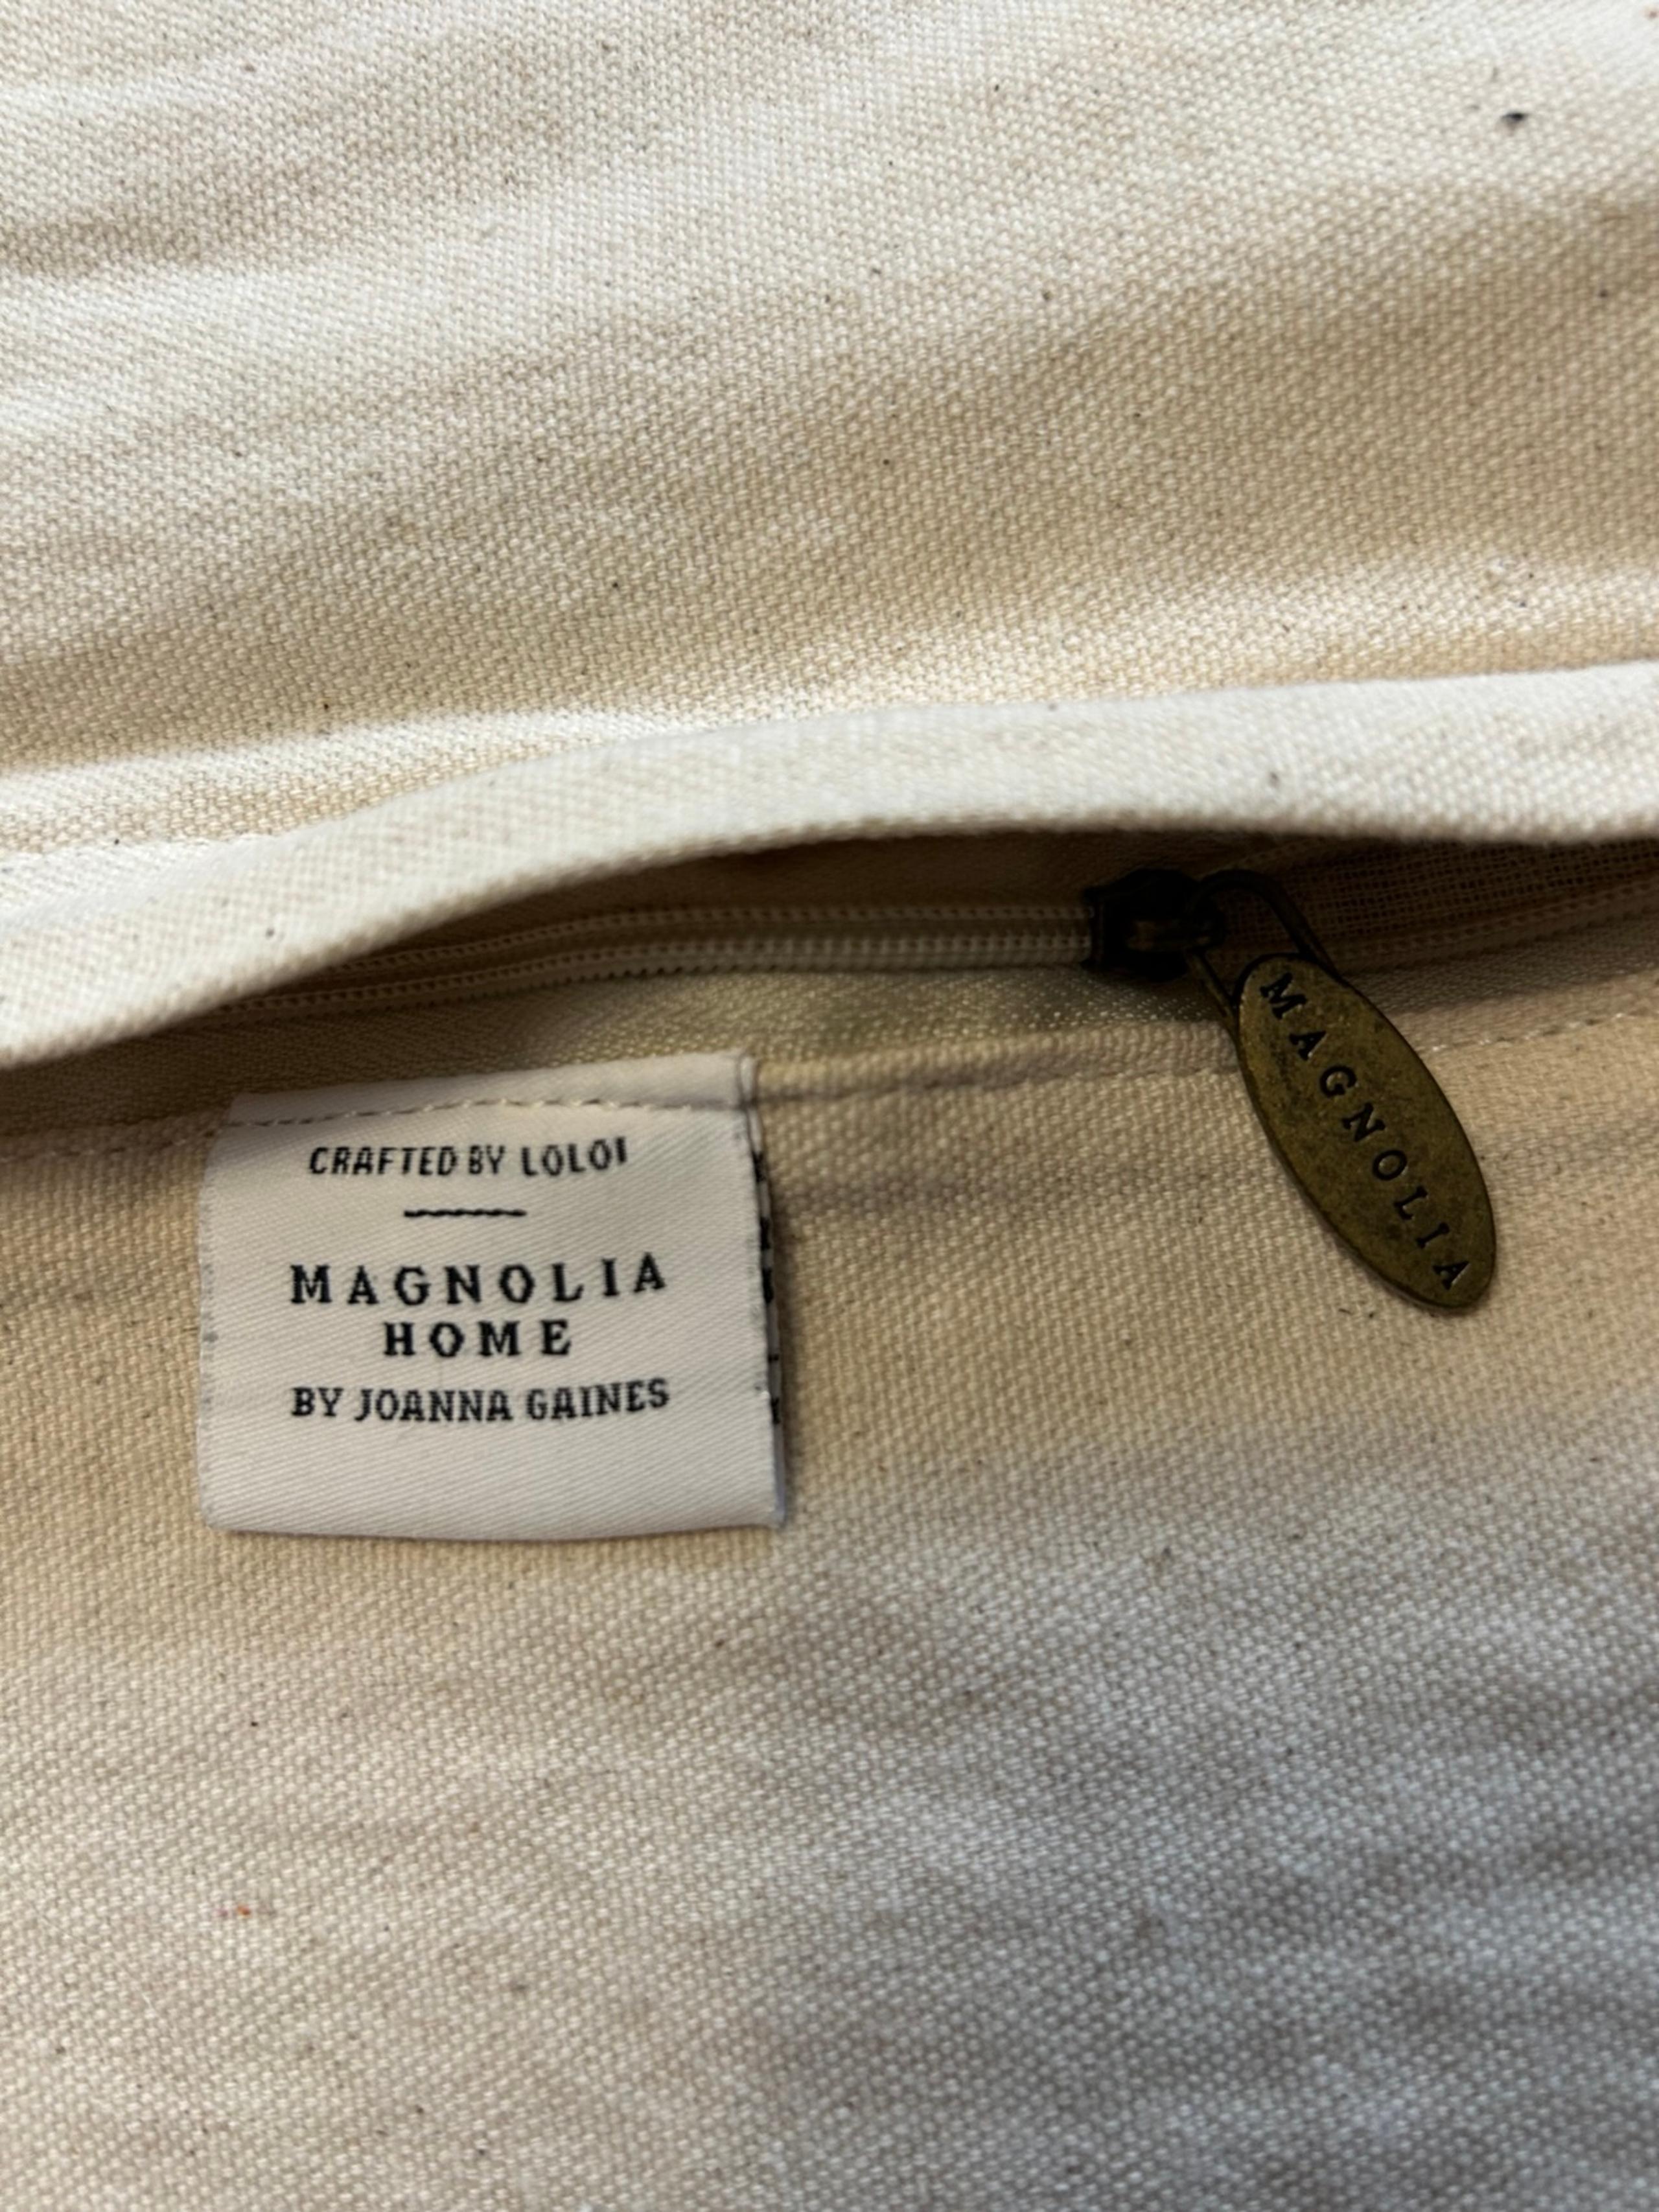 CRAFTED BY LOLOI
MAGNOLIA
HOME
BY JOANNA GAINES
MAGNOLIA